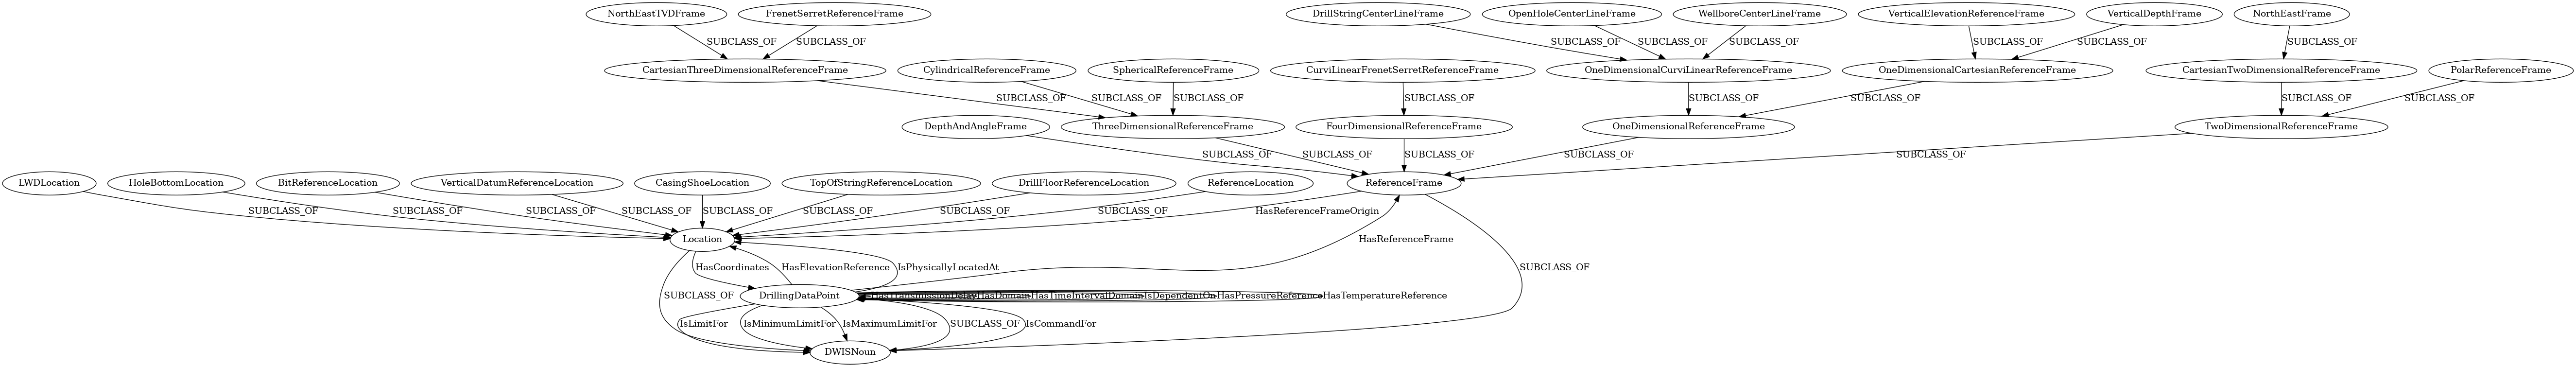 NorthEastTVDFrame
FrenetSerretReferenceFrame
DrillStringCenterLineFrame
OpenHoleCenterLineFrame
WellboreCenterLineFrame
VerticalElevationReferenceFrame
VerticalDepthFrame
NorthEastFrame
SUBCLASS_OF
SUBCLASS_OF
SUBCLASS_OF
SUBCLASS_OF
SUBCLASS_OF
SUBCLASS_OF
SUBCLASS_OF
SUBCLASS_OF
CartesianThreeDimensionalReferenceFrame
CylindricalReferenceFrame
SphericalReferenceFrame
CurviLinearFrenetSerretReferenceFrame
OneDimensionalCurviLinearReferenceFrame
OneDimensionalCartesianReferenceFrame
CartesianTwoDimensionalReferenceFrame
PolarReferenceFrame
SUBCLASS_OF
SUBCLASS_OF
SUBCLASS_OF
SUBCLASS_OF
SUBCLASS_OF
SUBCLASS_OF
SUBCLASS_OF
SUBCLASS_OF
DepthAndAngleFrame
ThreeDimensionalReferenceFrame
FourDimensionalReferenceFrame
OneDimensionalReferenceFrame
TwoDimensionalReferenceFrame
SUBCLASS_OF
SUBCLASS_OF
SUBCLASS_OF
SUBCLASS_OF
SUBCLASS_OF
LWDLocation
HoleBottomLocation
BitReferenceLocation
VerticalDatumReferenceLocation
CasingShoeLocation
TopOfStringReferenceLocation
DrillFloorReferenceLocation
ReferenceLocation
ReferenceFrame
SUBCLASS_OF
SUBCLASS_OF
SUBCLASS_OF
SUBCLASS_OF
SUBCLASS_OF
SUBCLASS_OF
SUBCLASS_OF
SUBCLASS_OF
HasReferenceFrameOrigin
Location
HasReferenceFrame
HasCoordinates
HasElevationReference
IsPhysicallyLocatedAt
SUBCLASS_OF
SUBCLASS_OF
DrillingDataPoint
HasTransmissionDelay
HasDomain
HasTimeIntervalDomain
IsDependentOn
HasPressureReference
HasTemperatureReference
IsLimitFor
IsMinimumLimitFor
IsMaximumLimitFor
SUBCLASS_OF
IsCommandFor
DWISNoun